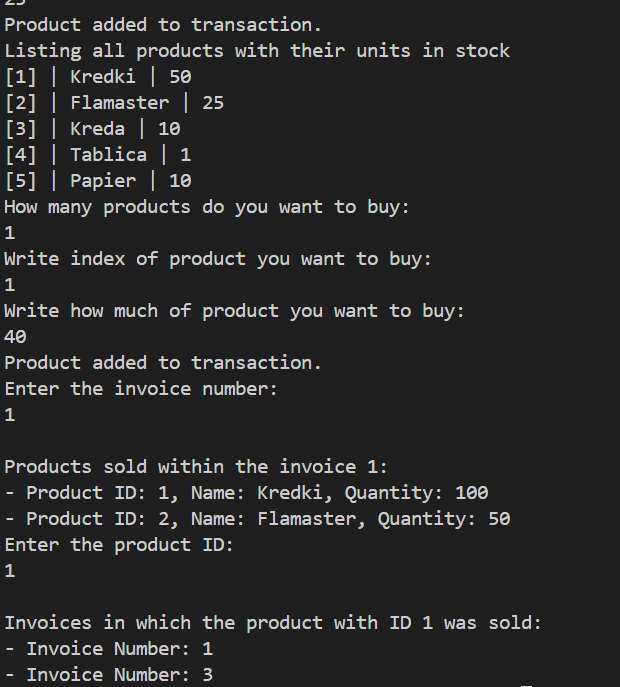 25
Product added to transaction.
Listing all products with their units in stock
[1] | Kredki | 50
[2] | Flamaster | 25
[3] | Kreda | 10
[4] | Tablica | 1
[5] | Papier | 10
How many products do you want to buy:
1
Write index of product you want to buy:
1
Write how much of product you want to buy:
40
Product added to transaction.
Enter the invoice number:
1
Products sold within the invoice 1:
- Product ID: 1, Name: Kredki, Quantity: 100
- Product ID: 2, Name: Flamaster, Quantity: 50
Enter the product ID:
1
Invoices in which the product with ID 1 was sold:
- Invoice Number: 1
- Invoice Number: 3